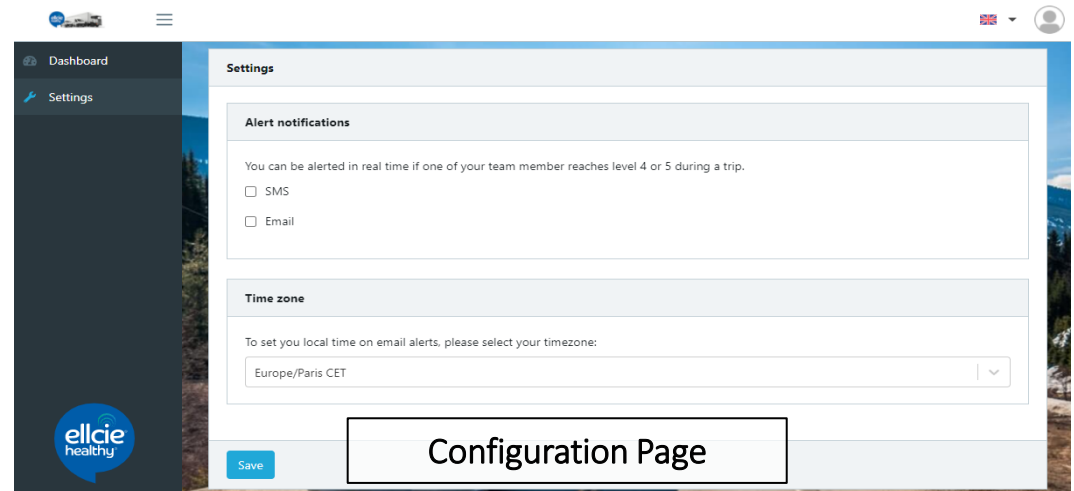 Dashboard
Settings
Settings
Alert notifications
You can be alerted in real time if one of your team member reaches level 4 or 5 during a trip.
SMS
Email
Time zone
To set you local time on email alerts, please select your timezone:
Europe/Paris CET
ellcie
healthy
Save
Configuration Page